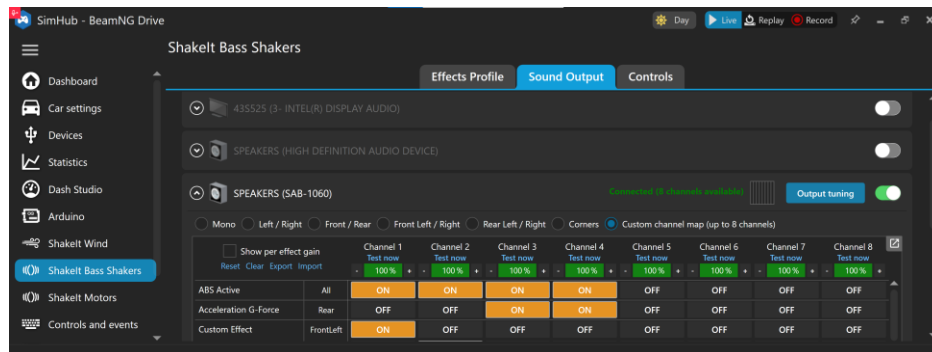 SimHub - BeamNG Drive
Day
Live
Replay
Record
ShakeIt Bass Shakers
Effects Profile
Sound Output
Controls
Dashboard
Car settings
Devices
Statistics
Dash Studio
Arduino
ShakeIt Wind
ShakeIt Bass Shakers
ShakeIt Motors
Controls and events
43S525 (3- INTEL(R) DISPLAY AUDIO)
SPEAKERS (HIGH DEFINITION AUDIO DEVICE)
SPEAKERS (SAB-1060)
Connected (8 channels available)
Output tuning
Mono Left / Right Front / Rear Front Left / Right Rear Left / Right Corners Custom channel map (up to 8 channels)
Show per effect gain
Reset Clear Export Import
Channel 1 Channel 2 Channel 3 Channel 4 Channel 5 Channel 6 Channel 7 Channel 8
Test now Test now Test now Test now Test now Test now Test now Test now
- 100 % + - 100 % + - 100 % + - 100 % + - 100 % + - 100 % + - 100 % + - 100 % +
ABS Active All ON ON ON ON OFF OFF OFF OFF
Acceleration G-Force Rear OFF OFF ON ON OFF OFF OFF OFF
Custom Effect FrontLeft ON OFF OFF OFF OFF OFF OFF OFF